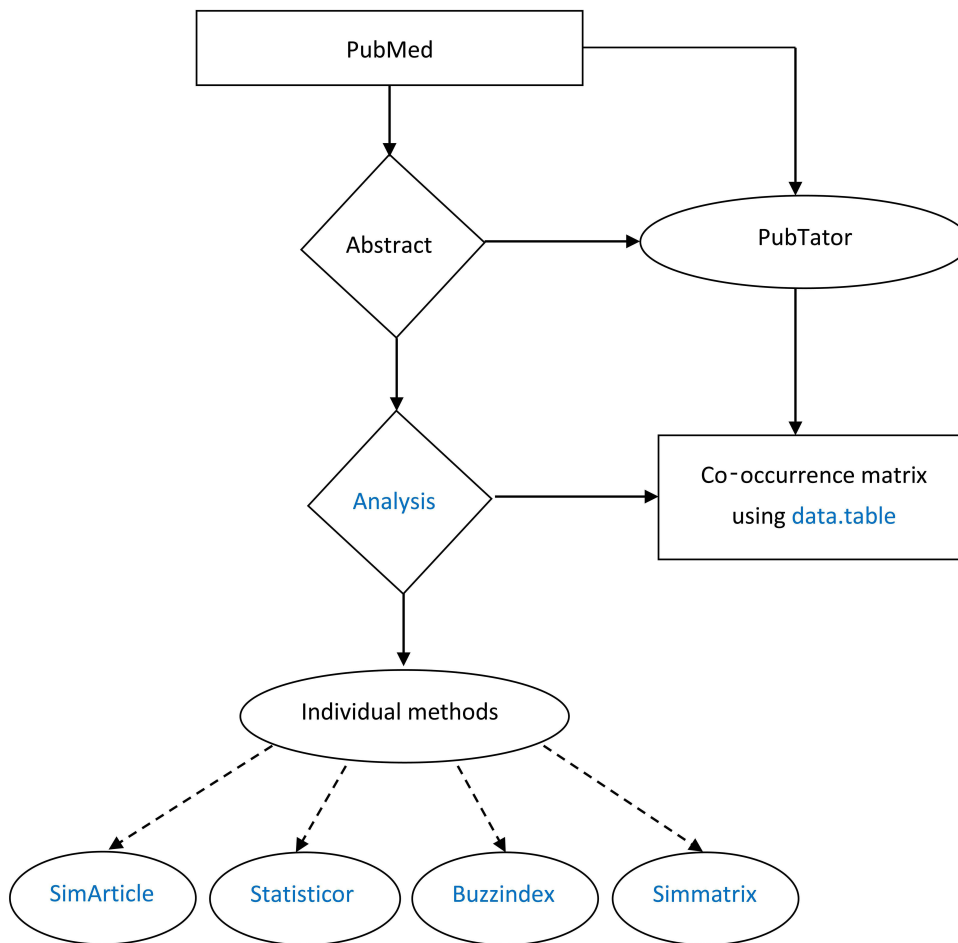 PubMed
Abstract
PubTator
Analysis
Co-occurrence matrix
using data.table
Individual methods
SimArticle
Statisticor
Buzzindex
Simmatrix